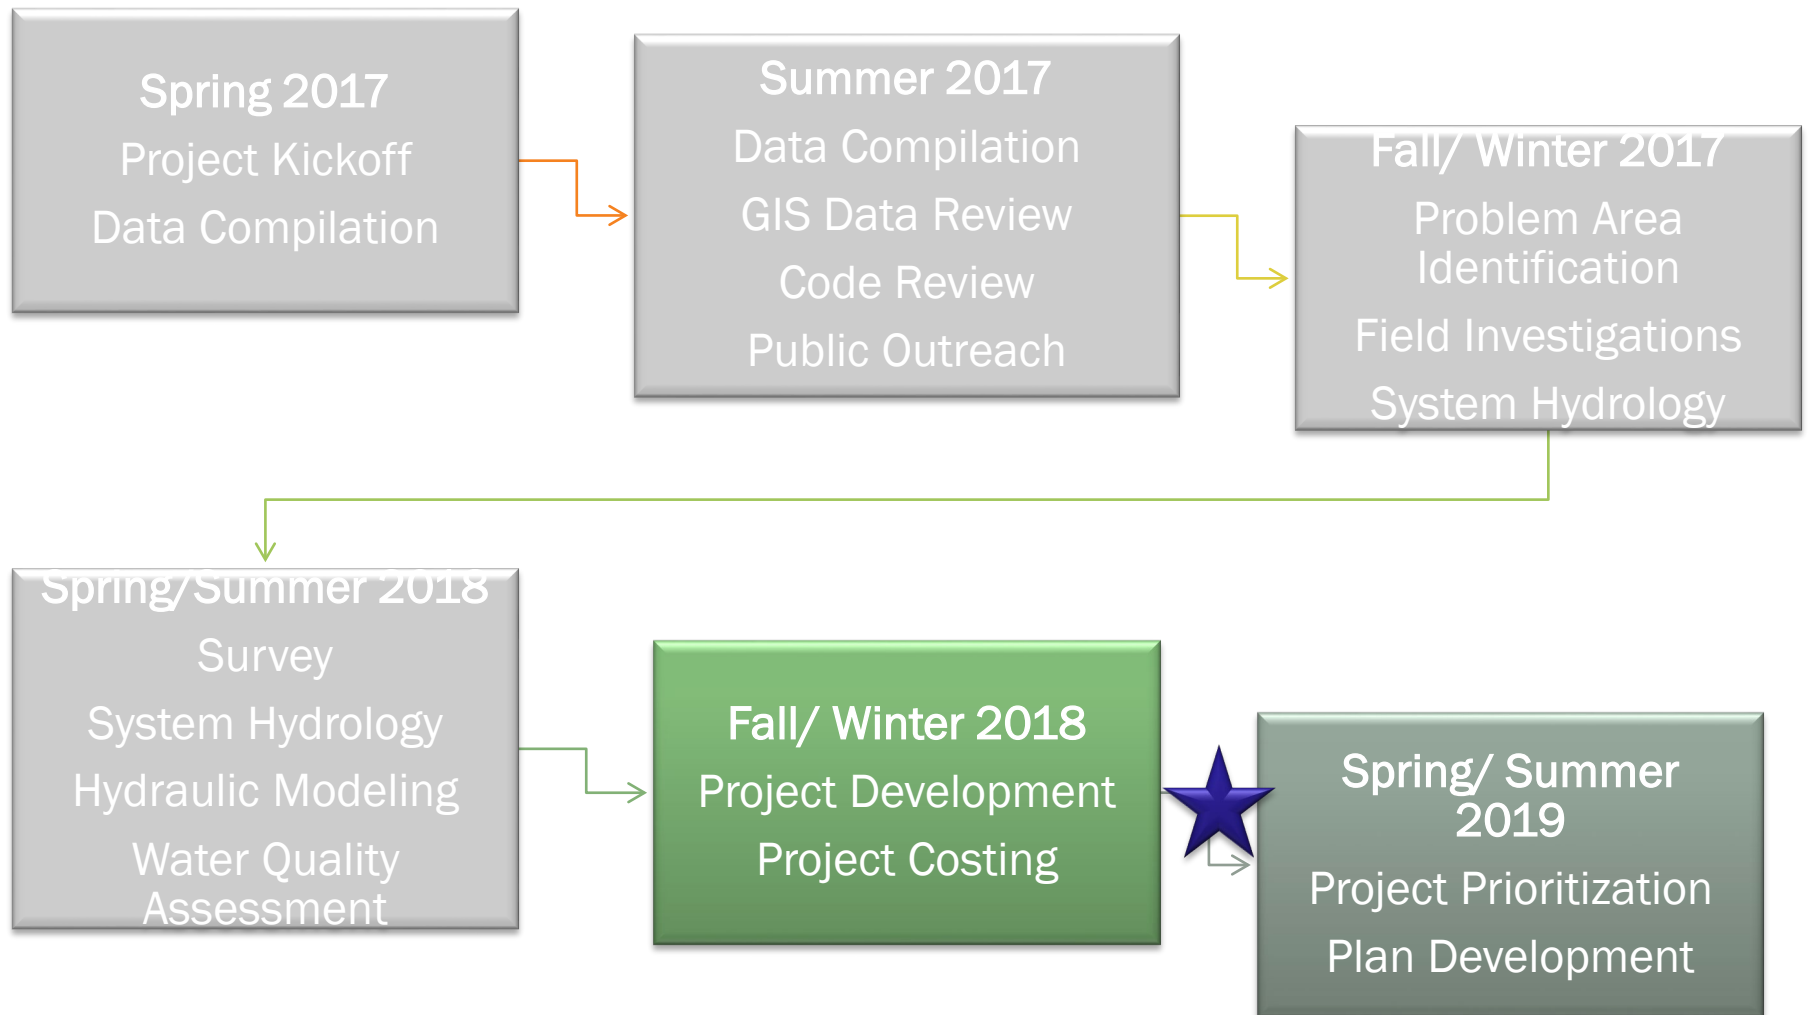 Spring 2017
Project Kickoff
Data Compilation
Summer 2017
Data Compilation
GIS Data Review
Code Review
Public Outreach
Fall/ Winter 2017
Problem Area
Identification
Field Investigations
System Hydrology
Spring/Summer 2018
Survey
System Hydrology
Hydraulic Modeling
Water Quality
Assessment
Fall/ Winter 2018
Project Development
Project Costing
Spring/ Summer
2019
Project Prioritization
Plan Development